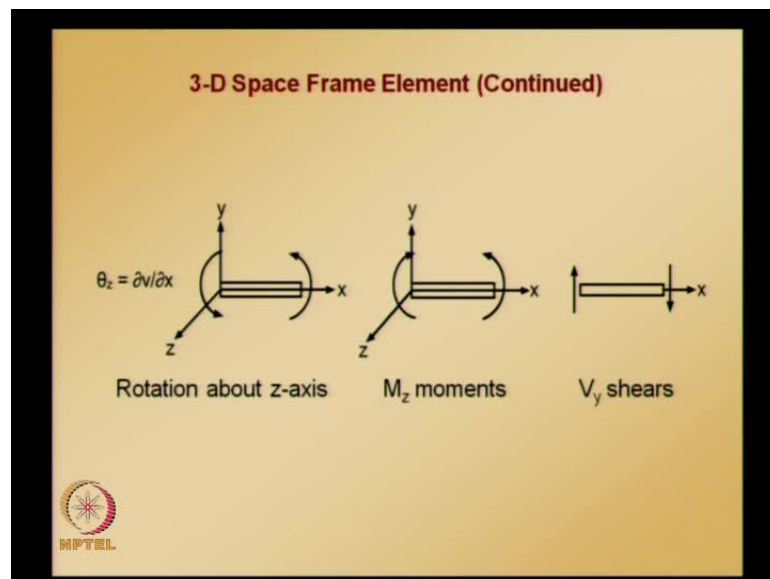 3-D Space Frame Element (Continued)
y y
θz = ∂v/∂x x x x
z z
Rotation about z-axis Mz moments Vy shears
NPTEL